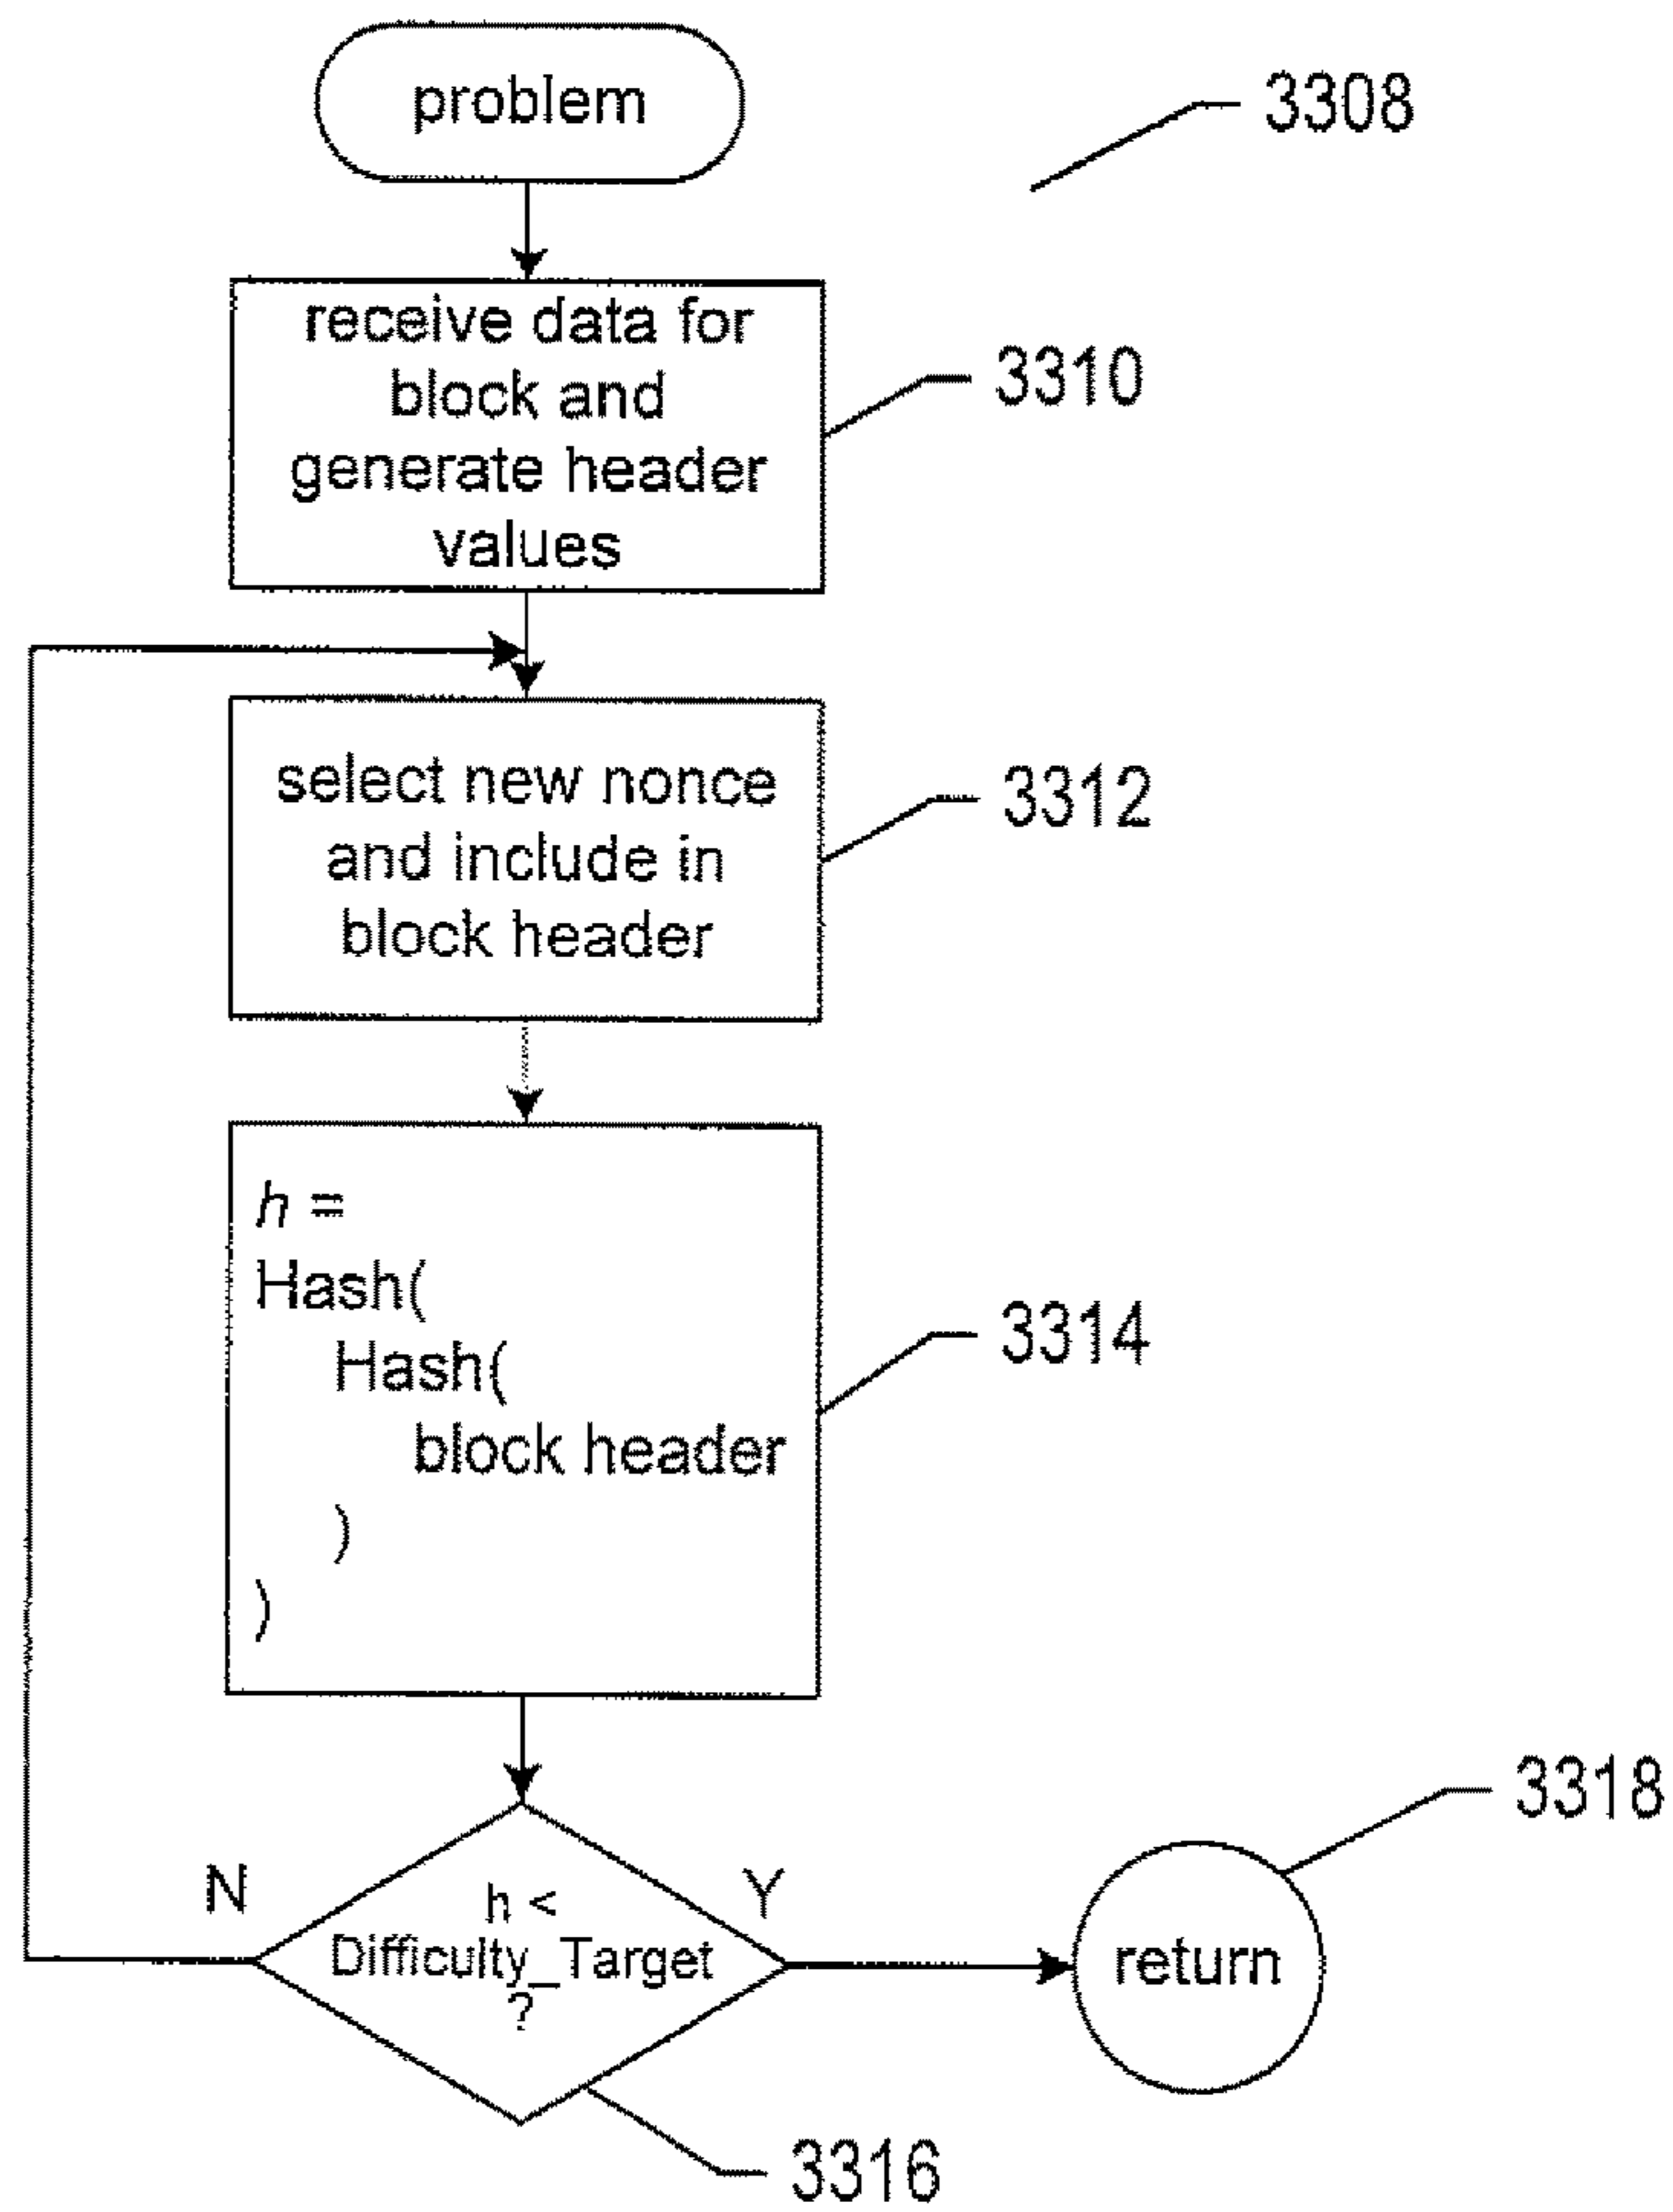 problem
3308
receive data for
block and
generate header
values
3310
select new nonce
and include in
block header
3312
h =
Hash(
Hash(
block header
)
)
3314
N
h <
Difficulty_Target
?
Y
return
3318
3316